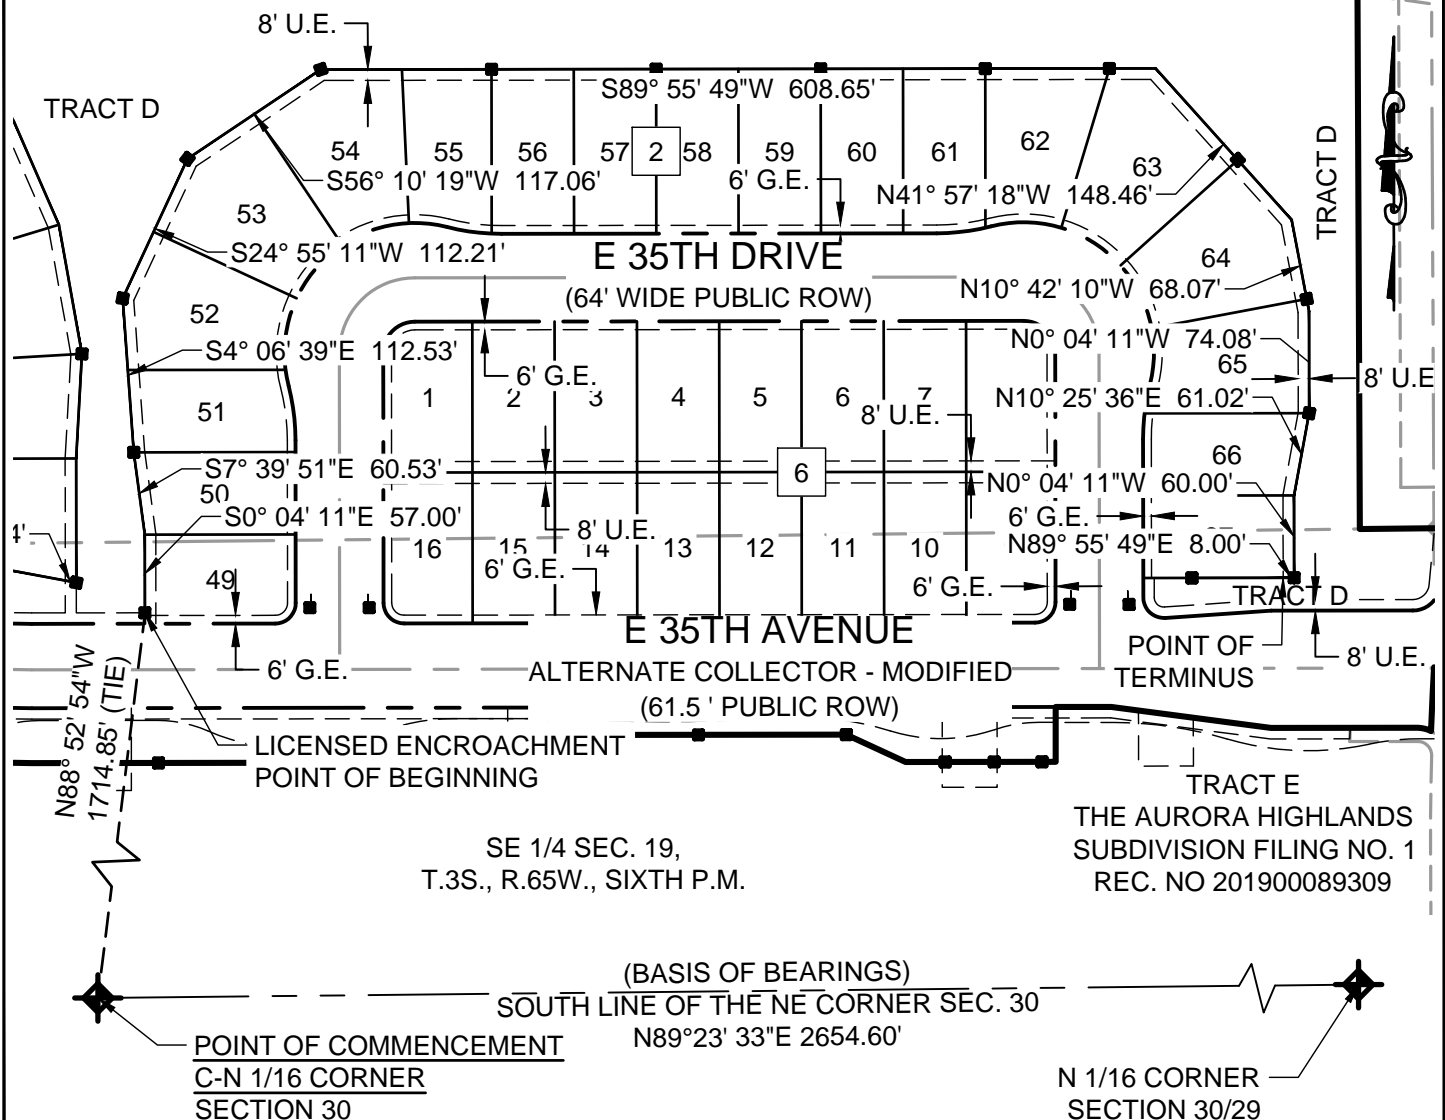 8' U.E.
TRACT D
S89° 55' 49"W 608.65'
54
55
56
57
2
58
59
60
61
62
63
TRACT D
S56° 10' 19"W 117.06'
6' G.E.
N41° 57' 18"W 148.46'
53
S24° 55' 11"W 112.21'
E 35TH DRIVE
(64' WIDE PUBLIC ROW)
64
N10° 42' 10"W 68.07'
52
S4° 06' 39"E 112.53'
N0° 04' 11"W 74.08'
65
8' U.E
6' G.E.
N10° 25' 36"E 61.02'
51
1
2
3
4
5
6
7
8' U.E.
S7° 39' 51"E 60.53'
6
66
50
N0° 04' 11"W 60.00'
S0° 04' 11"E 57.00'
6' G.E.
4'
8' U.E.
N89° 55' 49"E 8.00'
16
15
14
13
12
11
10
6' G.E.
6' G.E.
49
TRACT D
E 35TH AVENUE
POINT OF
TERMINUS
8' U.E.
6' G.E.
ALTERNATE COLLECTOR - MODIFIED
(61.5 ' PUBLIC ROW)
N88° 52' 54"W
1714.85' (TIE)
LICENSED ENCROACHMENT
POINT OF BEGINNING
TRACT E
THE AURORA HIGHLANDS
SUBDIVISION FILING NO. 1
REC. NO 201900089309
SE 1/4 SEC. 19,
T.3S., R.65W., SIXTH P.M.
(BASIS OF BEARINGS)
SOUTH LINE OF THE NE CORNER SEC. 30
N89°23' 33"E 2654.60'
POINT OF COMMENCEMENT
C-N 1/16 CORNER
SECTION 30
N 1/16 CORNER
SECTION 30/29